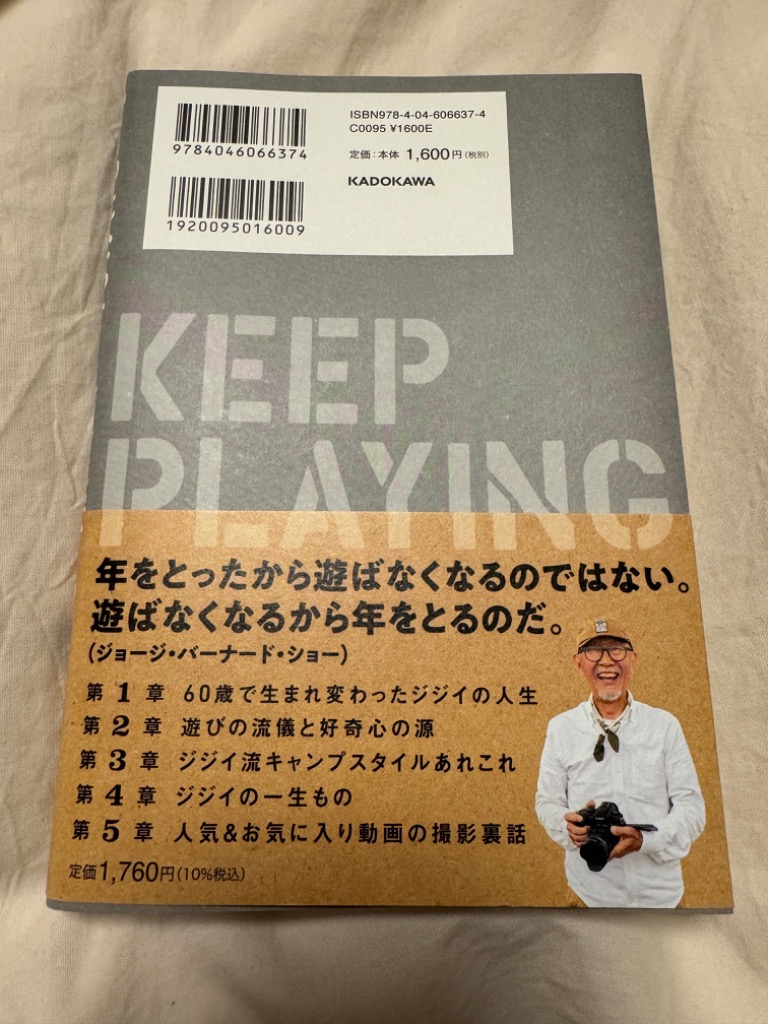 9784046066374
1920095016009
ISBN978-4-04-606637-4
C0095 ¥1600E
定価:本体 1,600円(税別)
KADOKAWA
KEEP
PLAYING
年をとったから遊ばなくなるのではない。
遊ばなくなるから年をとるのだ。
(ジョージ・バーナード・ショー)
第1章 60歳で生まれ変わったジジイの人生
第2章 遊びの流儀と好奇心の源
第3章 ジジイ流キャンプスタイルあれこれ
第4章 ジジイの一生もの
第5章 人気&お気に入り動画の撮影裏話
定価1,760円(10%税込)